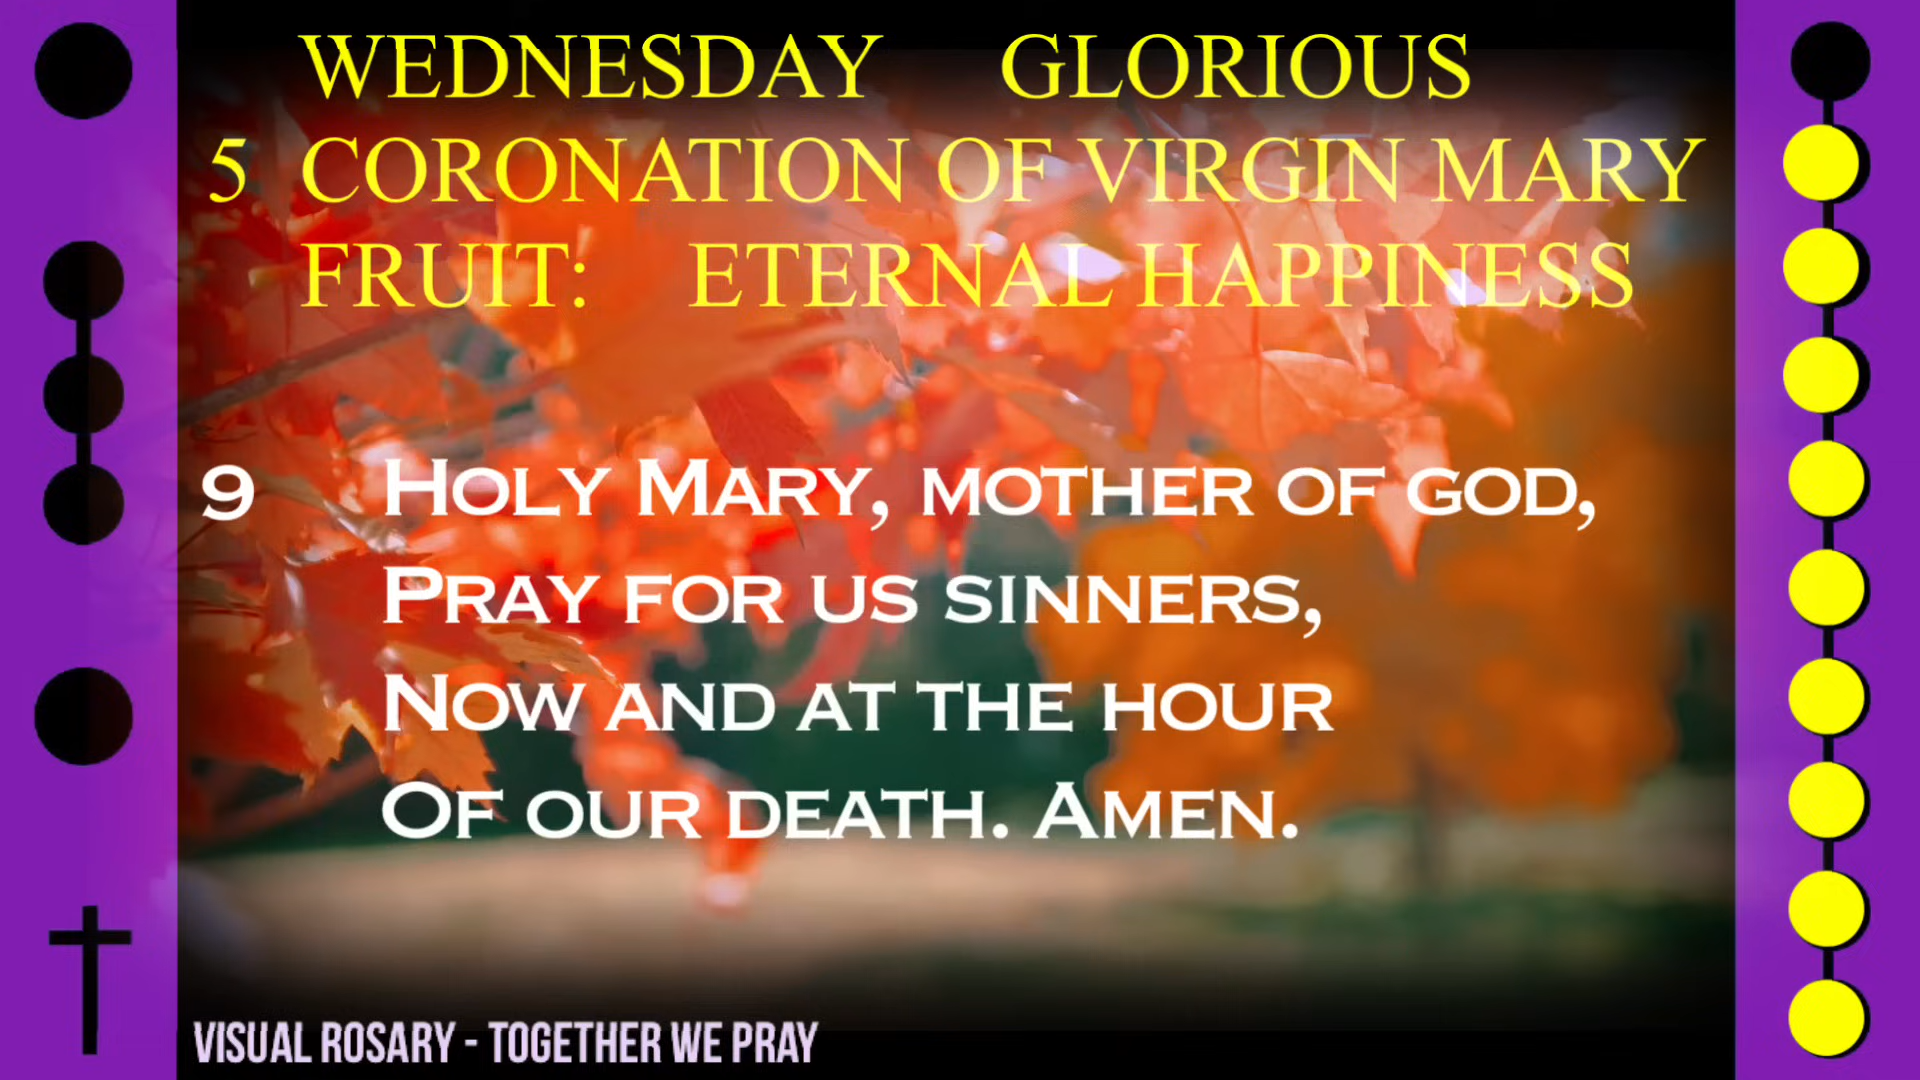 WEDNESDAY GLORIOUS
5 CORONATION OF VIRGIN MARY
FRUIT: ETERNAL HAPPINESS
9 HOLY MARY, MOTHER OF GOD,
PRAY FOR US SINNERS,
NOW AND AT THE HOUR
OF OUR DEATH. AMEN.
VISUAL ROSARY - TOGETHER WE PRAY